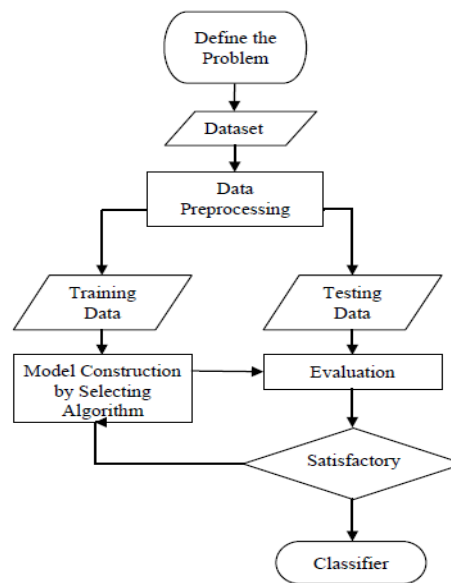 Define the
Problem
Dataset
Data
Preprocessing
Training
Data
Testing
Data
Model Construction
by Selecting
Algorithm
Evaluation
Satisfactory
Classifier